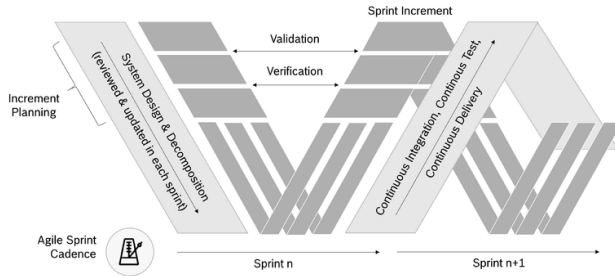 Sprint Increment
Validation
Verification
Increment
Planning
System Design & Decomposition
(reviewed & updated in each sprint)
Continuous Integration, Continous Test,
Continuous Delivery
Agile Sprint
Cadence
Sprint n
Sprint n+1